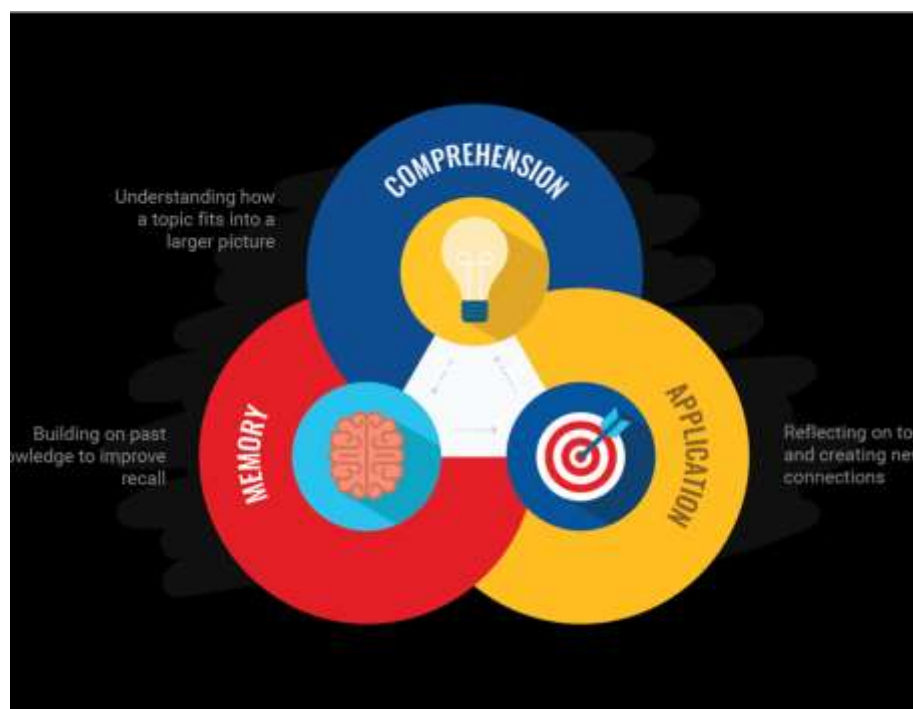 COMPREHENSION
Understanding how
a topic fits into a
larger picture
MEMORY
Building on past
wledge to improve
recall
APPLICATION
Reflecting on to
and creating ne
connections